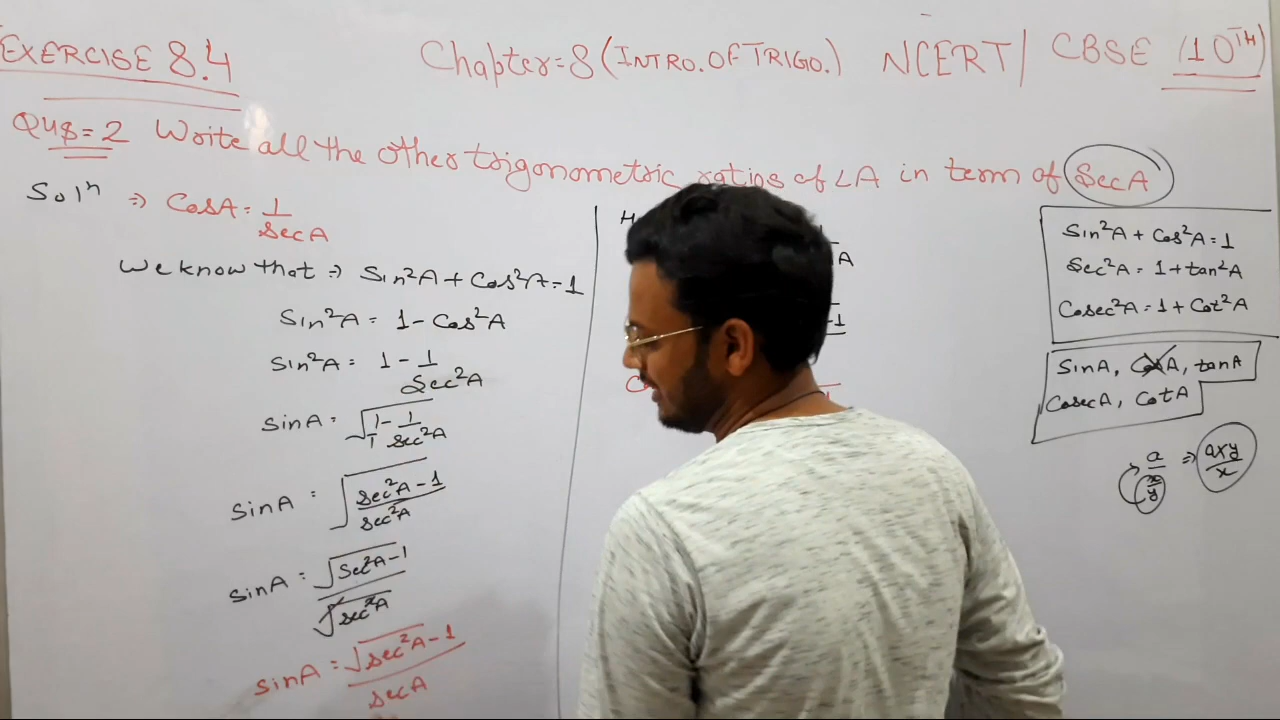 EXERCISE 8.4
Chapter=8 (INTRO. OF TRIGO.) NCERT/ CBSE (10TH)
QUS=2 Write all the other trigonometric ratios of ∠A in term of SecA
Solⁿ ⇒ CosA = 1/SecA
We know that ⇒ Sin²A + Cos²A = 1
Sin²A = 1 - Cos²A
Sin²A = 1 - 1/Sec²A
SinA = √(1/1 - 1/Sec²A)
SinA = √((Sec²A - 1)/Sec²A)
SinA = √(Sec²A - 1)/√(Sec²A)
SinA = √(sec²A - 1)/secA
A
-1
Sin²A + Cos²A = 1
Sec²A = 1 + tan²A
Cosec²A = 1 + Cot²A
SinA, CosA, tanA
CosecA, CotA
a/(x/y) ⇒ (a×y)/x